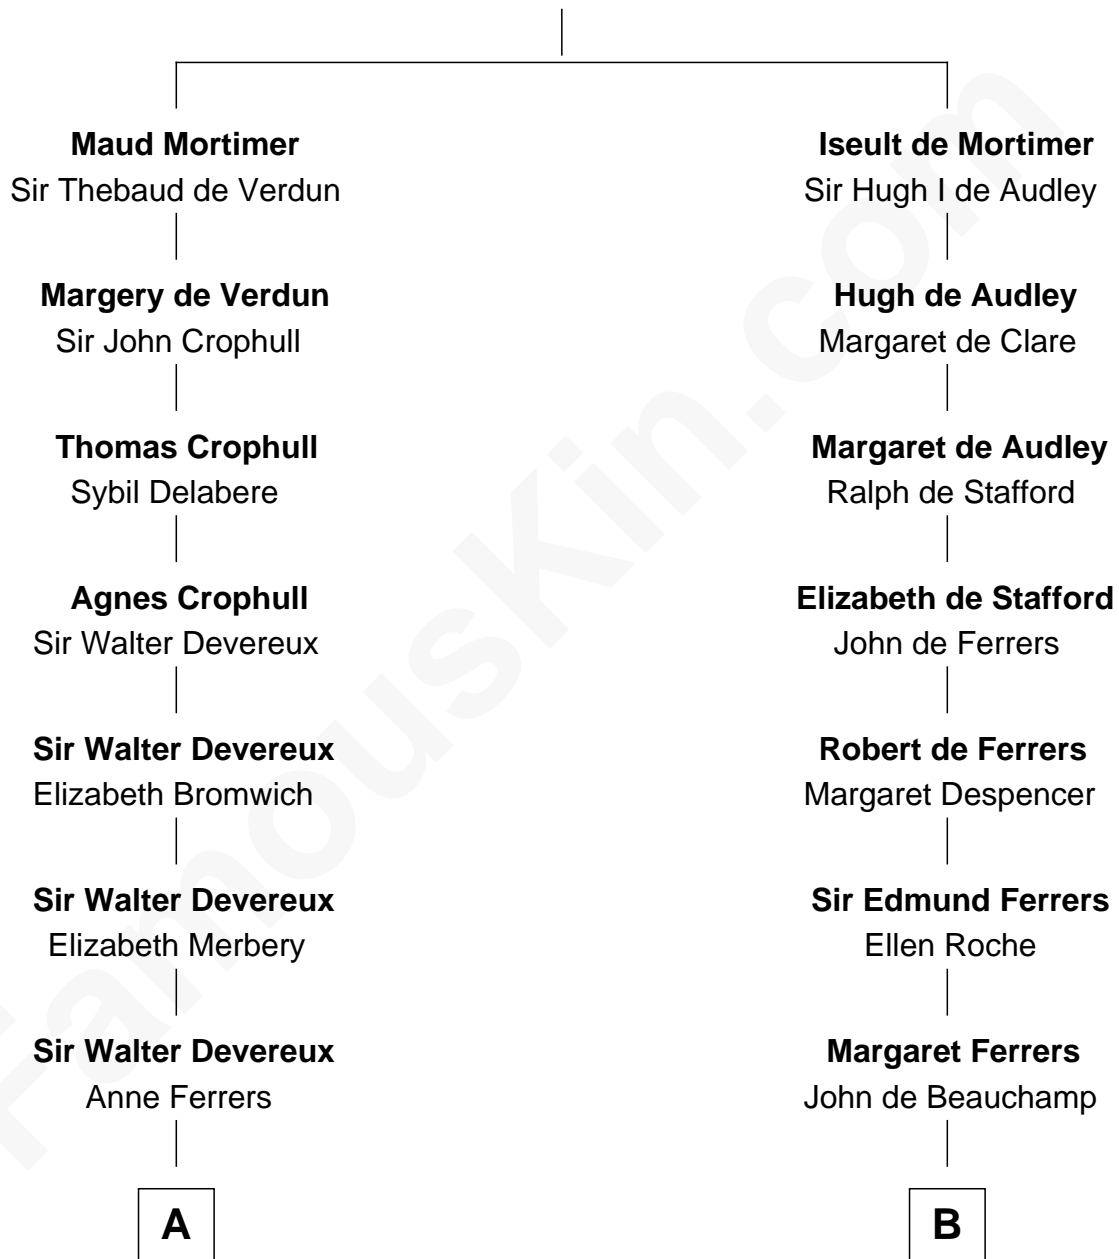 Maud Mortimer
Sir Thebaud de Verdun
Iseult de Mortimer
Sir Hugh I de Audley
Margery de Verdun
Sir John Crophull
Hugh de Audley
Margaret de Clare
Thomas Crophull
Sybil Delabere
Margaret de Audley
Ralph de Stafford
Agnes Crophull
Sir Walter Devereux
Elizabeth de Stafford
John de Ferrers
Sir Walter Devereux
Elizabeth Bromwich
Robert de Ferrers
Margaret Despencer
Sir Walter Devereux
Elizabeth Merbery
Sir Edmund Ferrers
Ellen Roche
Sir Walter Devereux
Anne Ferrers
Margaret Ferrers
John de Beauchamp
A
B
FamousKin.com